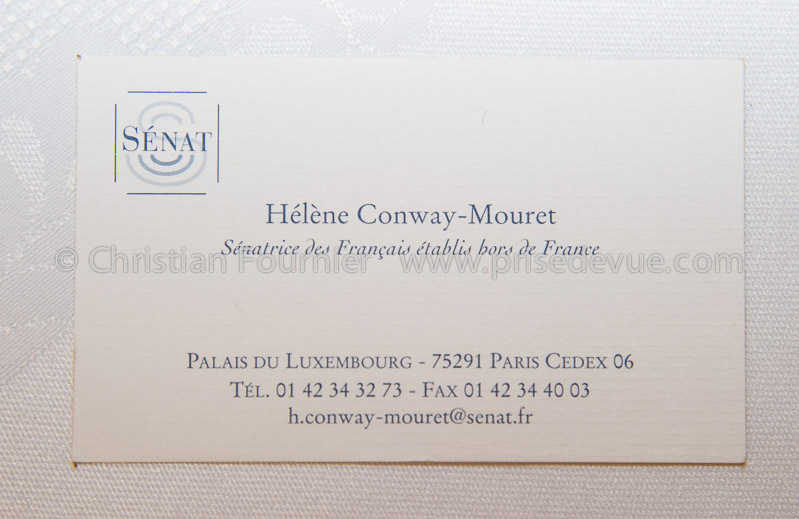 SÉNAT
Hélène Conway-Mouret
Sénatrice des Français établis hors de France
© Christian Fournier www.prisedevue.com
PALAIS DU LUXEMBOURG - 75291 PARIS CEDEX 06
TÉL. 01 42 34 32 73 - FAX 01 42 34 40 03
h.conway-mouret@senat.fr